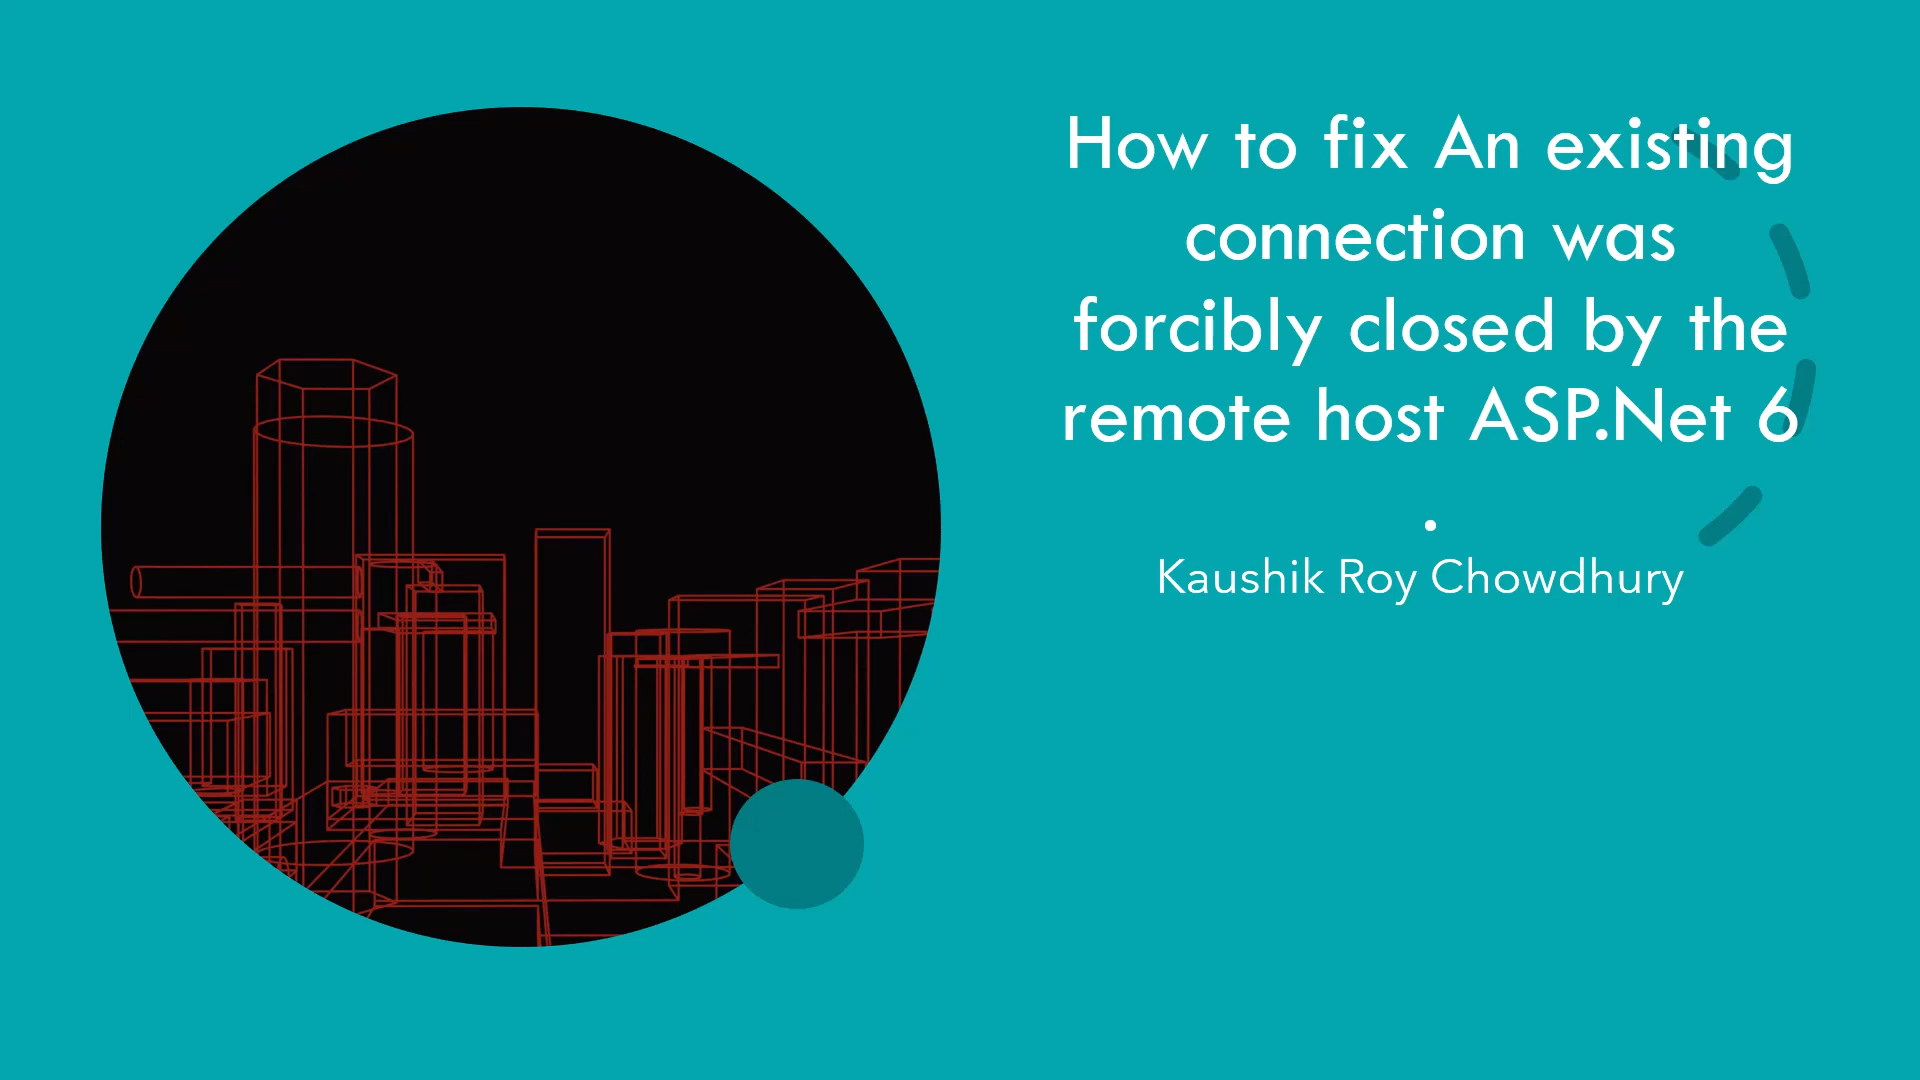 How to fix An existing
connection was
forcibly closed by the
remote host ASP.Net 6
.
Kaushik Roy Chowdhury